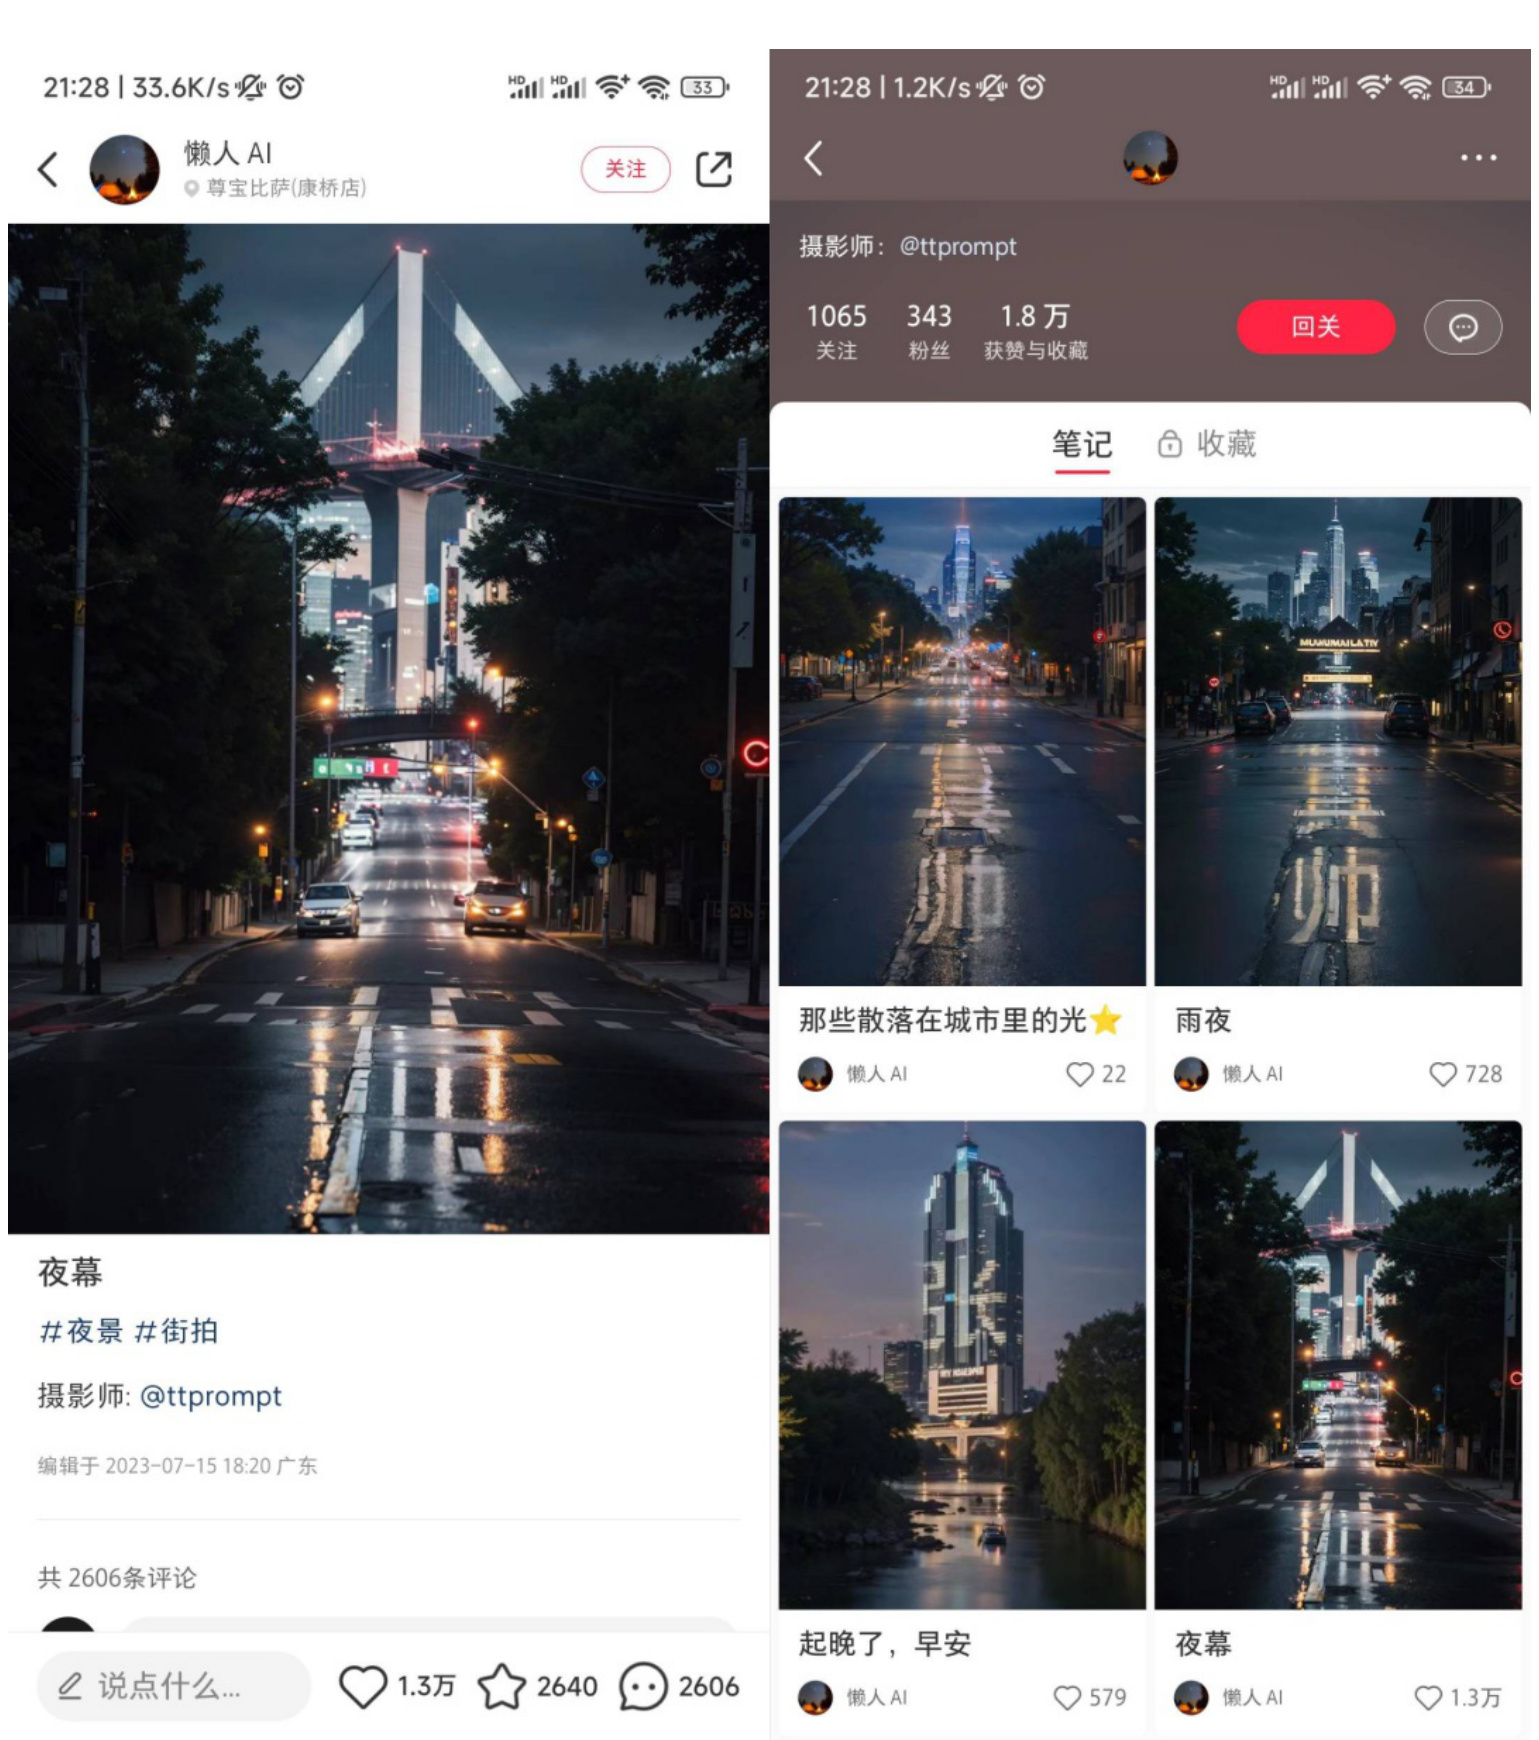 21:28 | 33.6K/s
HD HD 33
懒人 AI
尊宝比萨(康桥店)
关注
夜幕
#夜景 #街拍
摄影师: @ttprompt
编辑于 2023-07-15 18:20 广东
共 2606条评论
说点什么...
1.3万
2640
2606
21:28 | 1.2K/s
HD HD 34
摄影师: @ttprompt
1065 343 1.8 万
关注 粉丝 获赞与收藏
回关
笔记 收藏
那些散落在城市里的光⭐
懒人 AI 22
雨夜
懒人 AI 728
起晚了，早安
懒人 AI 579
夜幕
懒人 AI 1.3万